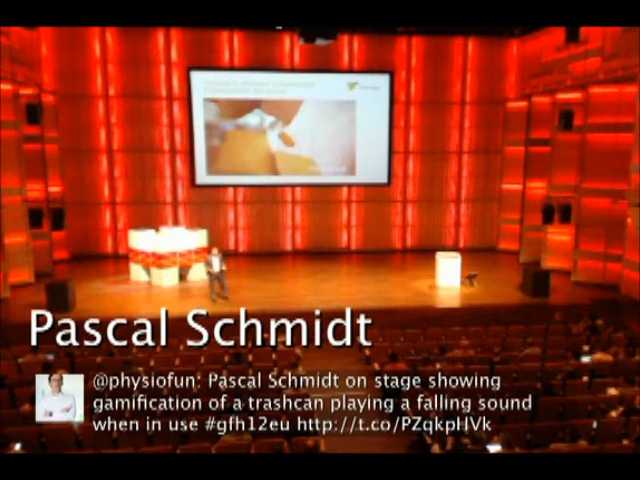 Pascal Schmidt
@physiofun: Pascal Schmidt on stage showing
gamification of a trashcan playing a falling sound
when in use #gfh12eu http://t.co/PZqkpHVk